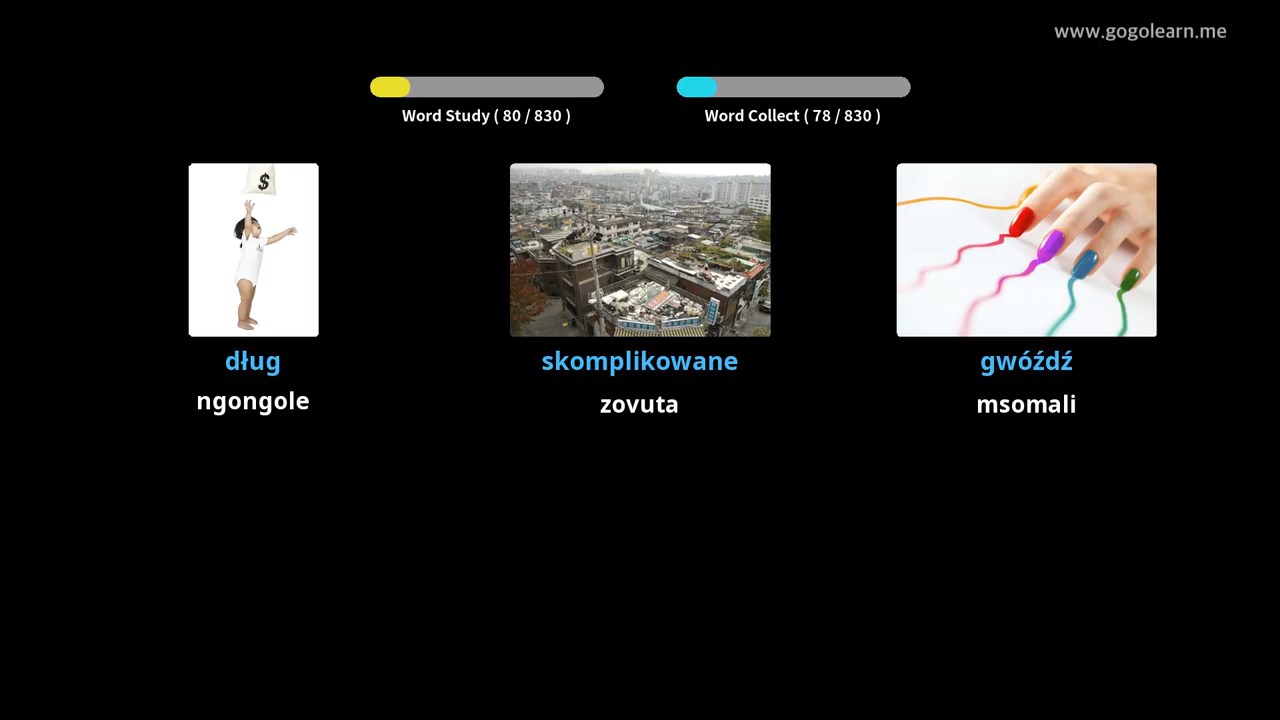 www.gogolearn.me
Word Study ( 80 / 830 )
Word Collect ( 78 / 830 )
$
dług
ngongole
skomplikowane
zovuta
gwóźdź
msomali